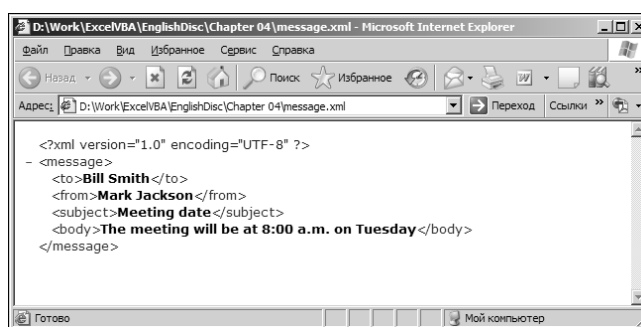 D:\Work\ExcelVBA\EnglishDisc\Chapter 04\message.xml - Microsoft Internet Explorer
Файл Правка Вид Избранное Сервис Справка
Назад Поиск Избранное »
Адрес: D:\Work\ExcelVBA\EnglishDisc\Chapter 04\message.xml Переход Ссылки »
<?xml version="1.0" encoding="UTF-8" ?>
- <message>
<to>Bill Smith</to>
<from>Mark Jackson</from>
<subject>Meeting date</subject>
<body>The meeting will be at 8:00 a.m. on Tuesday</body>
</message>
Готово Мой компьютер